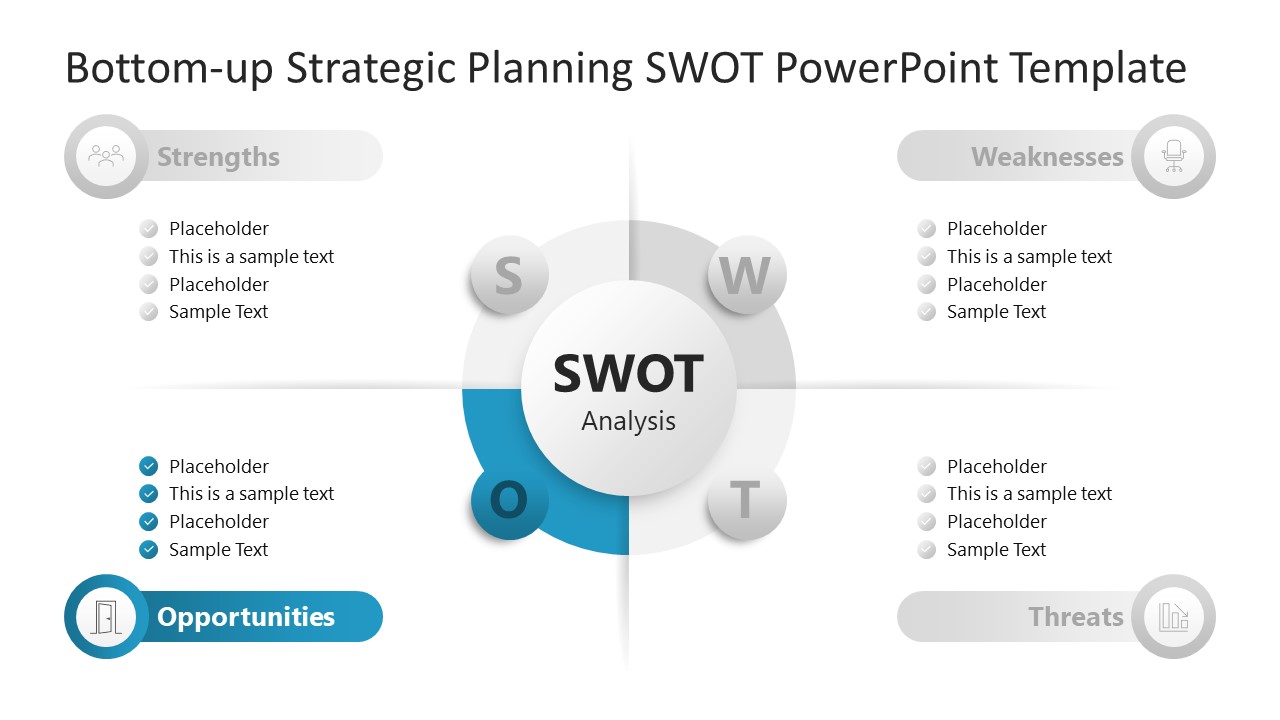 Bottom-up Strategic Planning SWOT PowerPoint Template
Strengths
Placeholder
This is a sample text
Placeholder
Sample Text
Weaknesses
Placeholder
This is a sample text
Placeholder
Sample Text
S
W
SWOT
Analysis
O
T
Placeholder
This is a sample text
Placeholder
Sample Text
Opportunities
Placeholder
This is a sample text
Placeholder
Sample Text
Threats